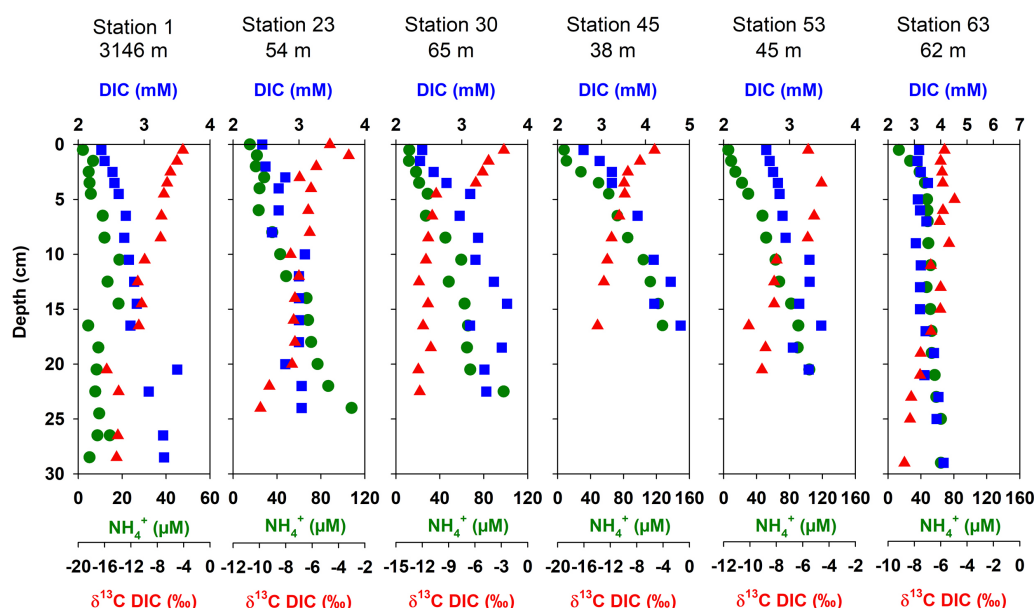 Station 1 Station 23 Station 30 Station 45 Station 53 Station 63
3146 m 54 m 65 m 38 m 45 m 62 m
DIC (mM) DIC (mM) DIC (mM) DIC (mM) DIC (mM) DIC (mM)
2 3 4 2 3 4 2 3 4 2 3 4 5 2 3 4 2 3 4 5 6 7
0
5
10
15
20
25
30
Depth (cm)
0 20 40 60 0 40 80 120 0 40 80 120 0 40 80 120 160 0 40 80 120 160 0 40 80 120 160
NH₄⁺ (µM) NH₄⁺ (µM) NH₄⁺ (µM) NH₄⁺ (µM) NH₄⁺ (µM) NH₄⁺ (µM)
-20 -16 -12 -8 -4 0 -12 -10 -8 -6 -4 -2 -15 -12 -9 -6 -3 0 -20 -16 -12 -8 -4 0 -12 -10 -8 -6 -4 -2 -12 -10 -8 -6 -4 -2 0
δ¹³C DIC (‰) δ¹³C DIC (‰) δ¹³C DIC (‰) δ¹³C DIC (‰) δ¹³C DIC (‰) δ¹³C DIC (‰)